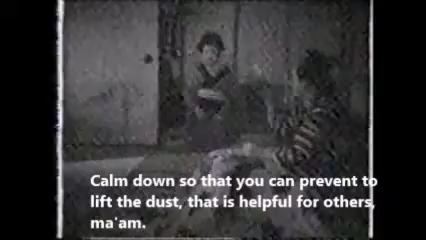 Calm down so that you can prevent to
lift the dust, that is helpful for others,
ma'am.